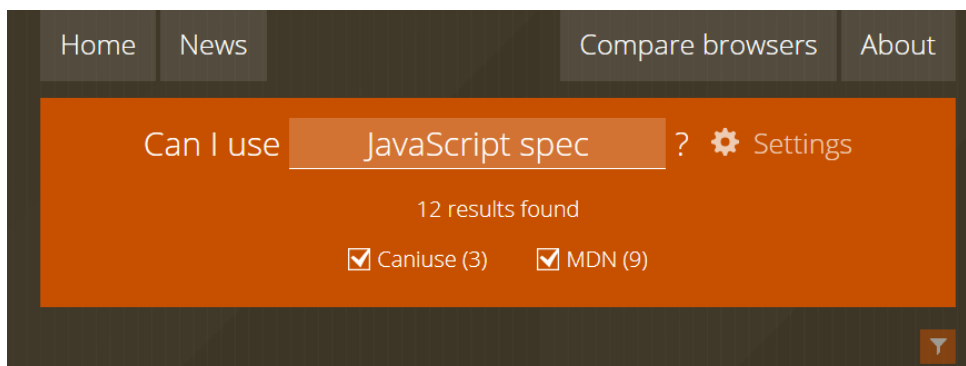 Home News Compare browsers About
Can I use JavaScript spec ? Settings
12 results found
Caniuse (3) MDN (9)